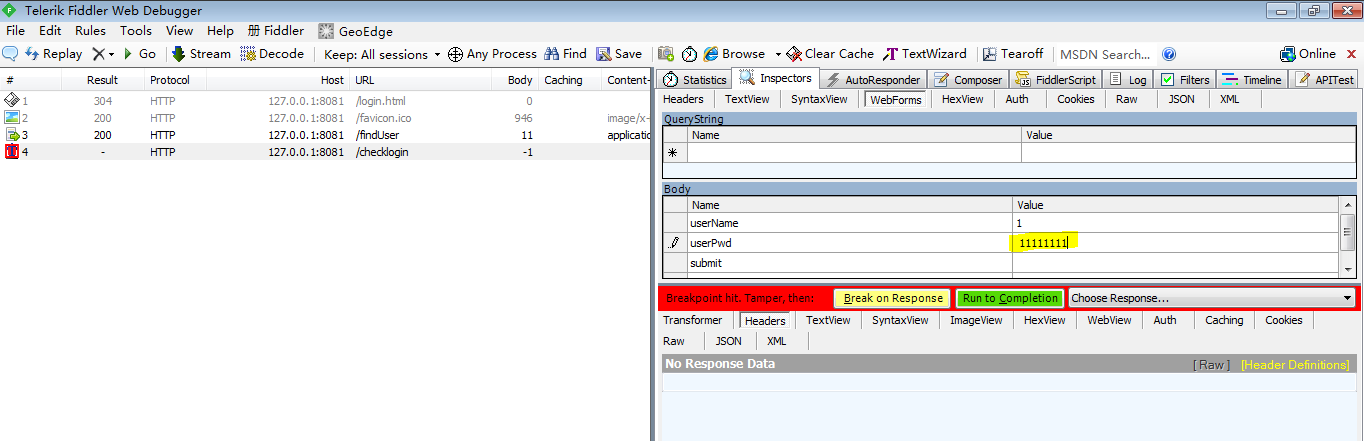 Telerik Fiddler Web Debugger
File Edit Rules Tools View Help Fiddler GeoEdge
Replay Go Stream Decode Keep: All sessions Any Process Find Save Browse Clear Cache TextWizard Tearoff MSDN Search... Online
# Result Protocol Host URL Body Caching Content-
1 304 HTTP 127.0.0.1:8081 /login.html 0
2 200 HTTP 127.0.0.1:8081 /favicon.ico 946 image/x-
3 200 HTTP 127.0.0.1:8081 /findUser 11 applicatio
4 - HTTP 127.0.0.1:8081 /checklogin -1
Statistics Inspectors AutoResponder Composer FiddlerScript Log Filters Timeline APITest
Headers TextView SyntaxView WebForms HexView Auth Cookies Raw JSON XML
QueryString
Name Value
Body
Name Value
userName 1
userPwd 11111111
submit
Breakpoint hit. Tamper, then: Break on Response Run to Completion Choose Response...
Transformer Headers TextView SyntaxView ImageView HexView WebView Auth Caching Cookies
Raw JSON XML
No Response Data [ Raw ] [Header Definitions]